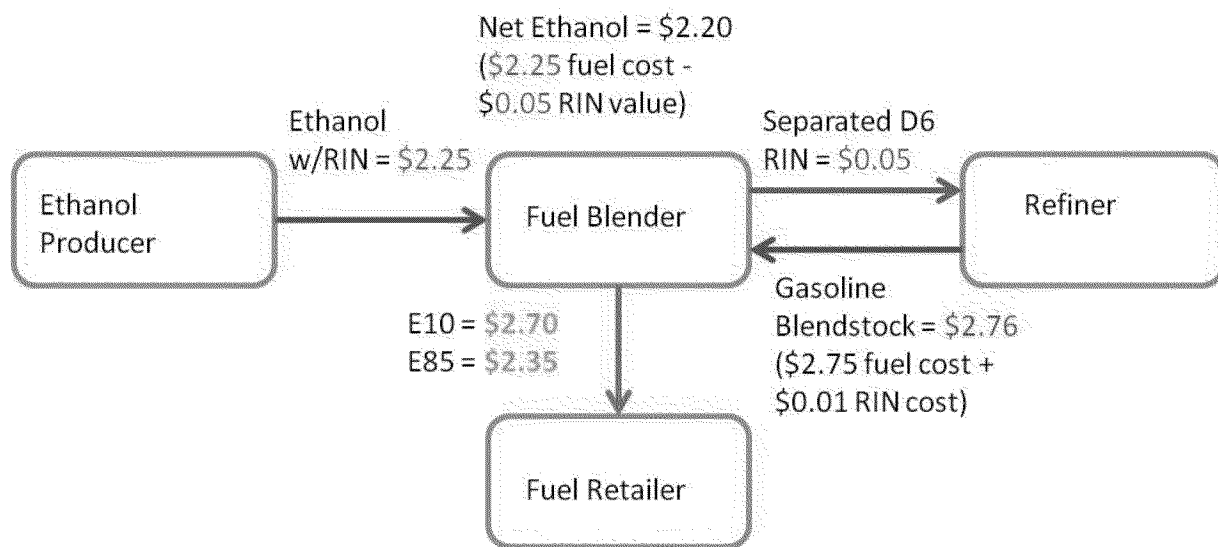 Net Ethanol = $2.20
($2.25 fuel cost -
$0.05 RIN value)
Ethanol
w/RIN = $2.25
Separated D6
RIN = $0.05
Ethanol
Producer
Fuel Blender
Refiner
E10 = $2.70
E85 = $2.35
Gasoline
Blendstock = $2.76
($2.75 fuel cost +
$0.01 RIN cost)
Fuel Retailer